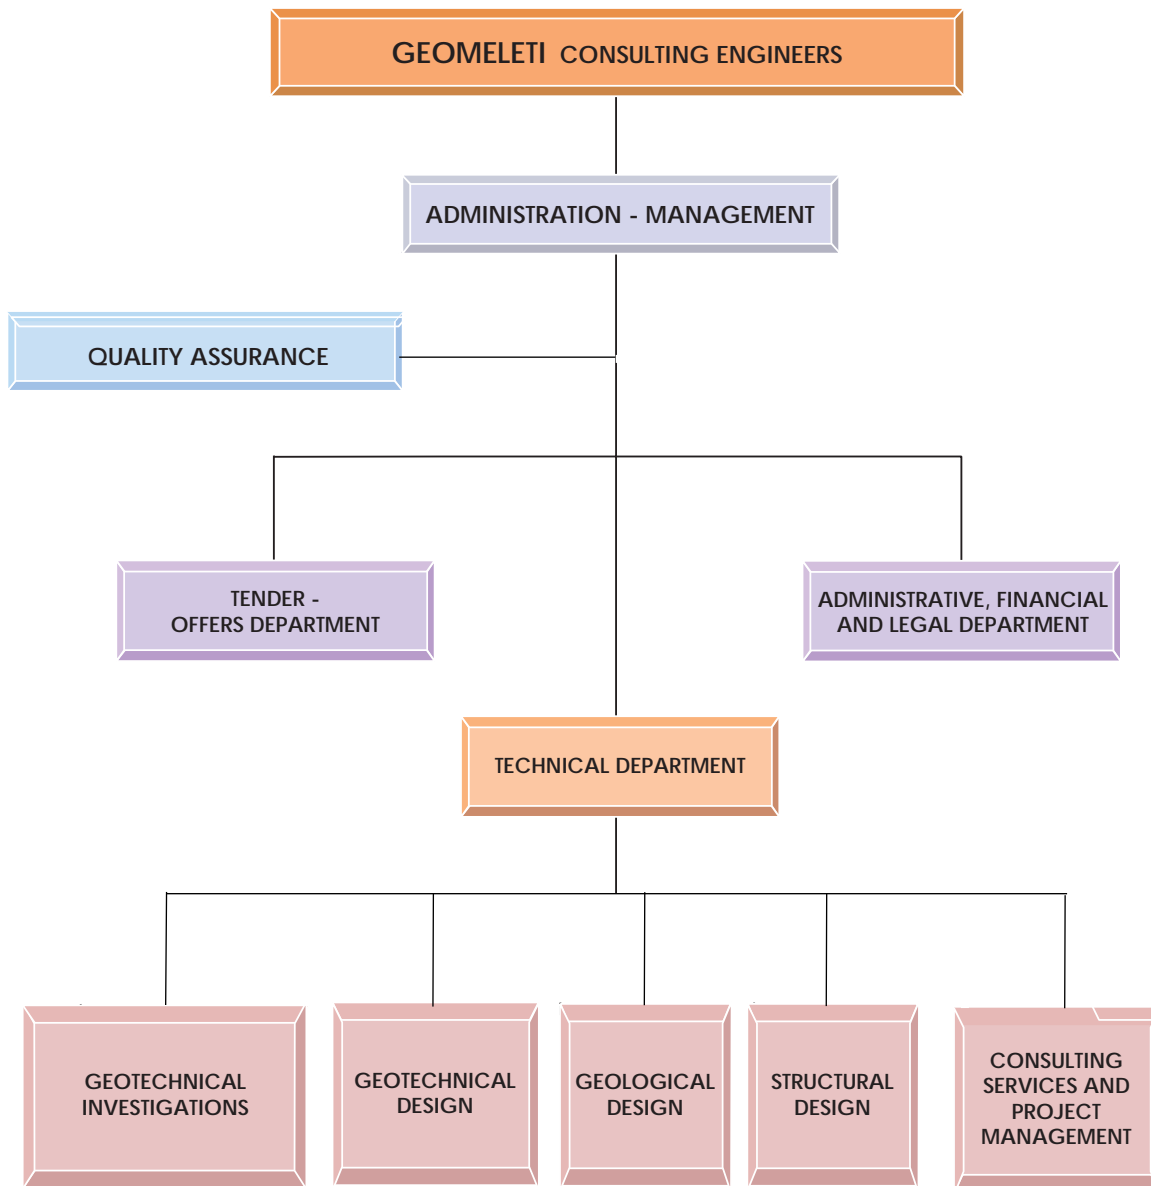 GEOMELETI CONSULTING ENGINEERS
ADMINISTRATION - MANAGEMENT
QUALITY ASSURANCE
TENDER -
OFFERS DEPARTMENT
ADMINISTRATIVE, FINANCIAL
AND LEGAL DEPARTMENT
TECHNICAL DEPARTMENT
GEOTECHNICAL
INVESTIGATIONS
GEOTECHNICAL
DESIGN
GEOLOGICAL
DESIGN
STRUCTURAL
DESIGN
CONSULTING
SERVICES AND
PROJECT
MANAGEMENT